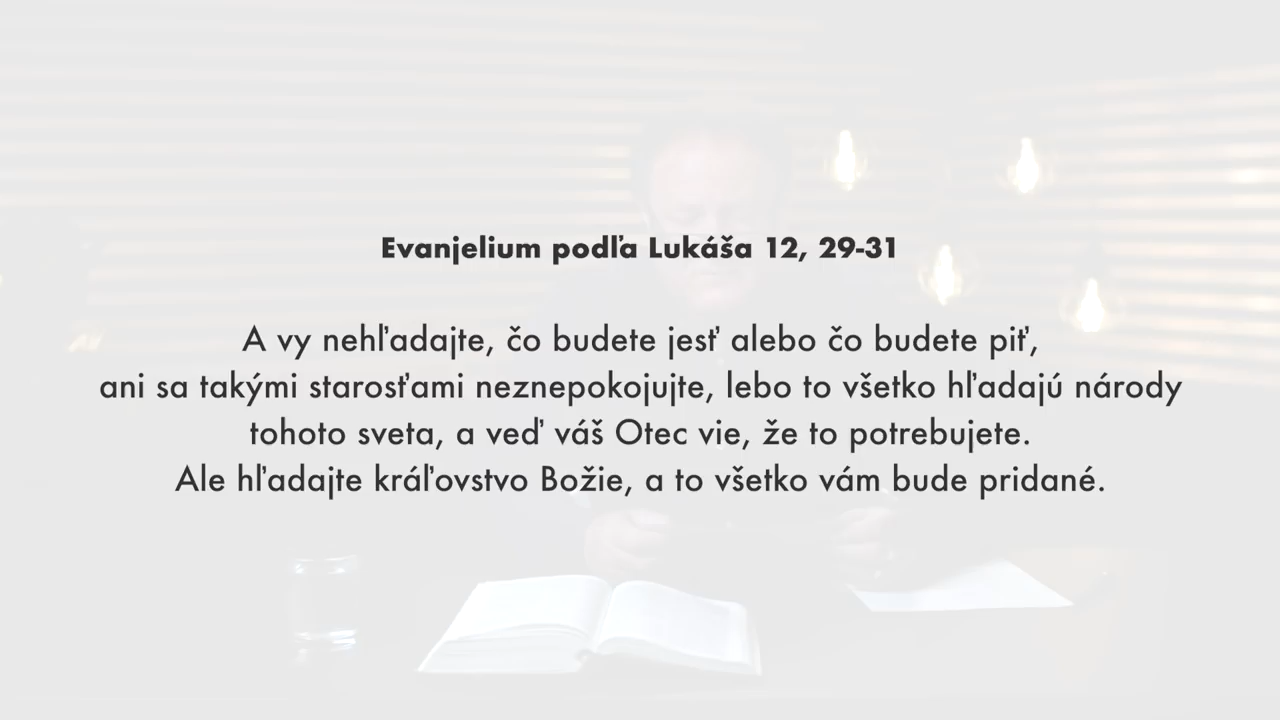 Evanjelium podľa Lukáša 12, 29-31
A vy nehľadajte, čo budete jesť alebo čo budete piť,
ani sa takými starosťami neznepokojujte, lebo to všetko hľadajú národy
tohoto sveta, a veď váš Otec vie, že to potrebujete.
Ale hľadajte kráľovstvo Božie, a to všetko vám bude pridané.